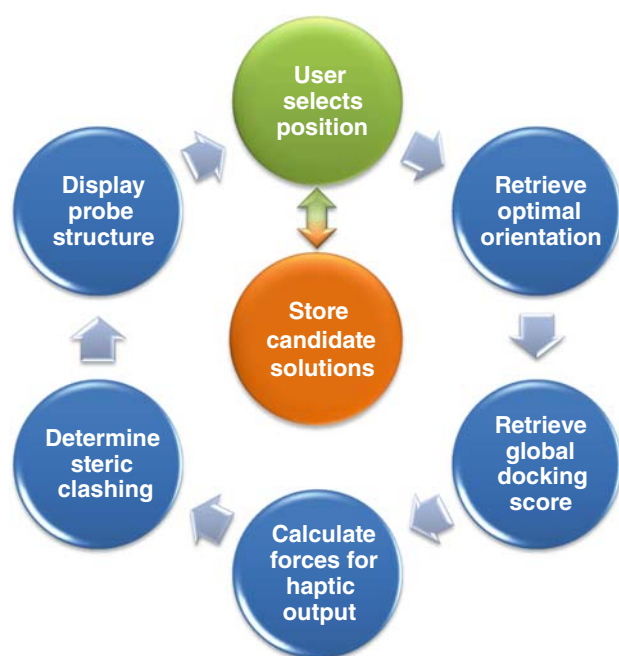 User
selects
position
Retrieve
optimal
orientation
Retrieve
global
docking
score
Calculate
forces for
haptic
output
Determine
steric
clashing
Display
probe
structure
Store
candidate
solutions